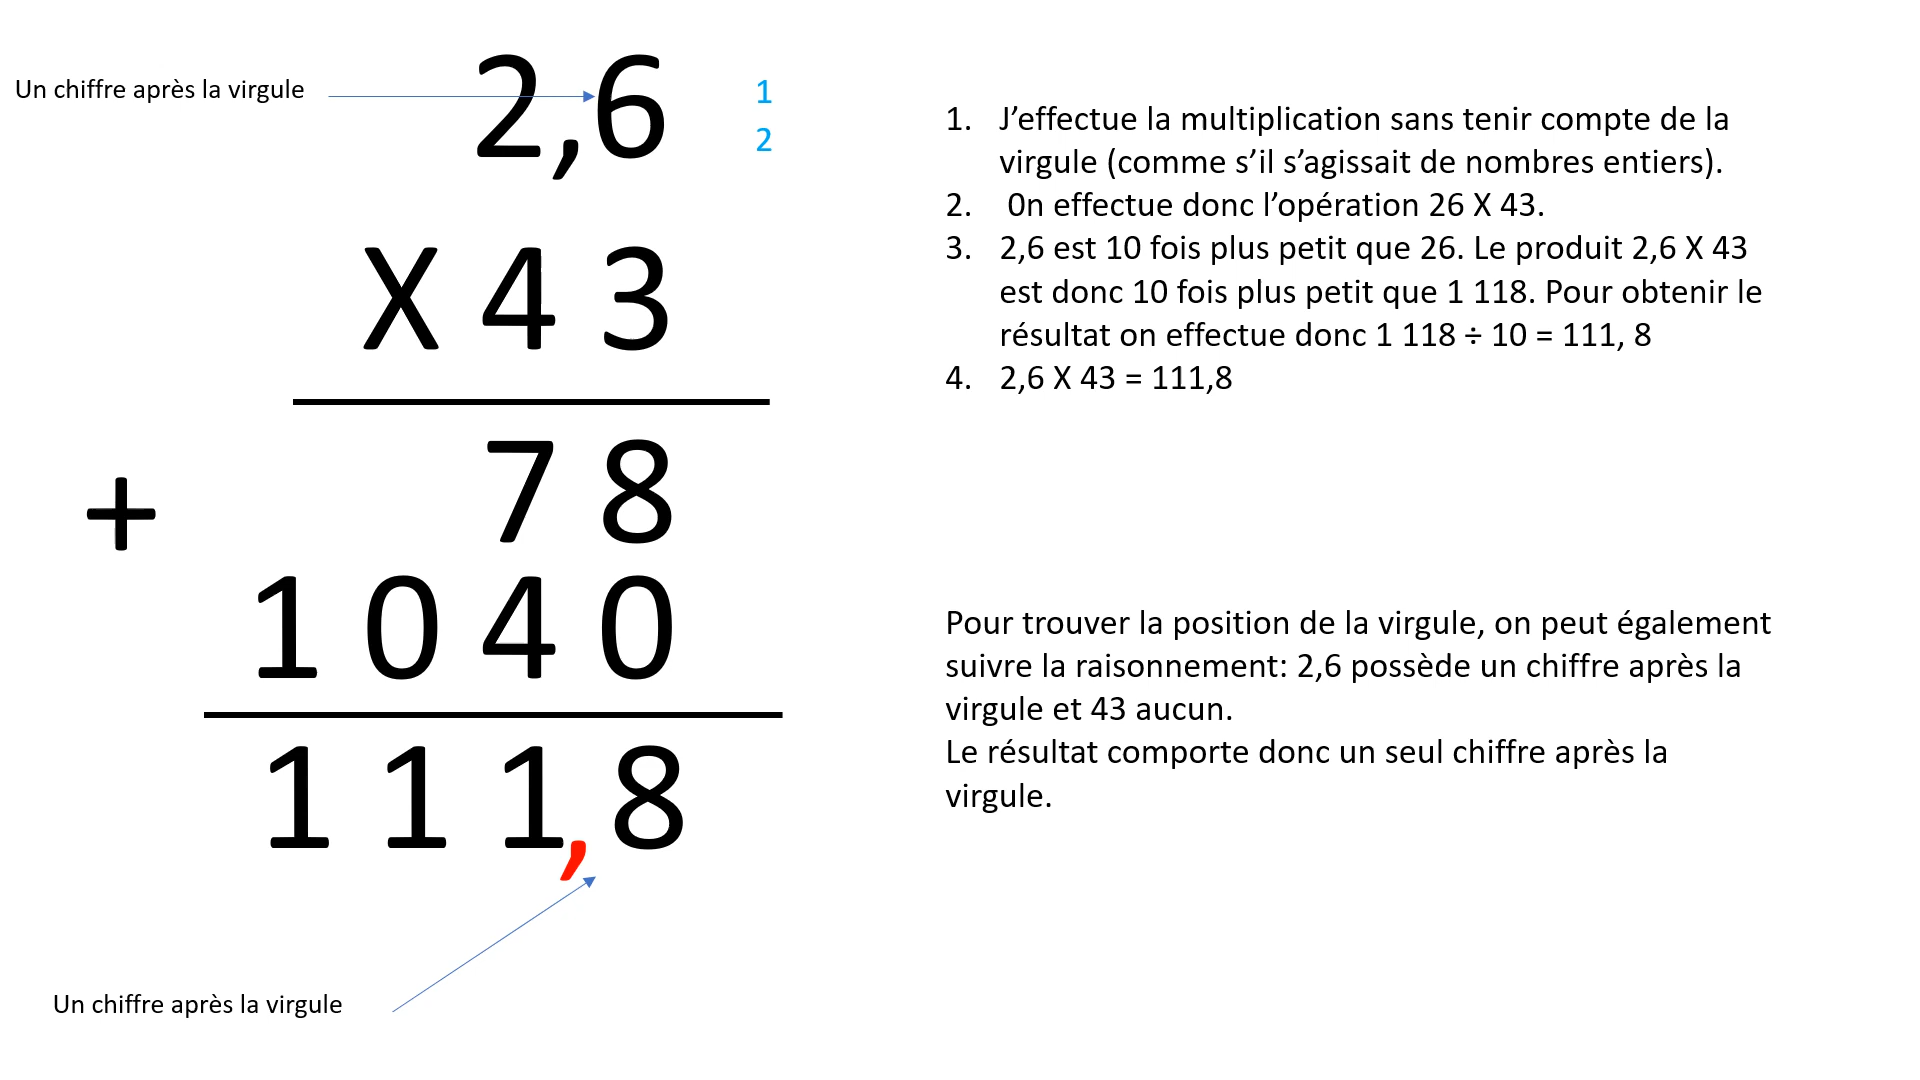 Un chiffre après la virgule
2,6
1
2
X 4 3
+
7 8
1 0 4 0
1 1 1,8
Un chiffre après la virgule
1. J’effectue la multiplication sans tenir compte de la
virgule (comme s’il s’agissait de nombres entiers).
2. 0n effectue donc l’opération 26 X 43.
3. 2,6 est 10 fois plus petit que 26. Le produit 2,6 X 43
est donc 10 fois plus petit que 1 118. Pour obtenir le
résultat on effectue donc 1 118 ÷ 10 = 111, 8
4. 2,6 X 43 = 111,8
Pour trouver la position de la virgule, on peut également
suivre la raisonnement: 2,6 possède un chiffre après la
virgule et 43 aucun.
Le résultat comporte donc un seul chiffre après la
virgule.